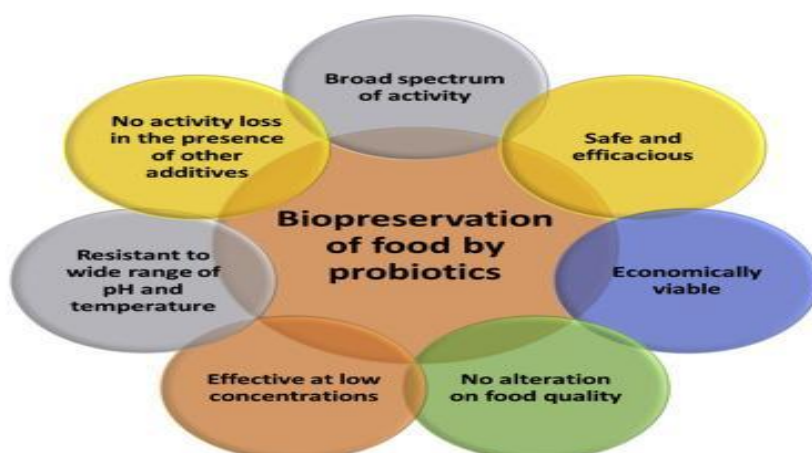 Broad spectrum
of activity
No activity loss
in the presence
of other
additives
Safe and
efficacious
Biopreservation
of food by
probiotics
Resistant to
wide range of
pH and
temperature
Economically
viable
Effective at low
concentrations
No alteration
on food quality